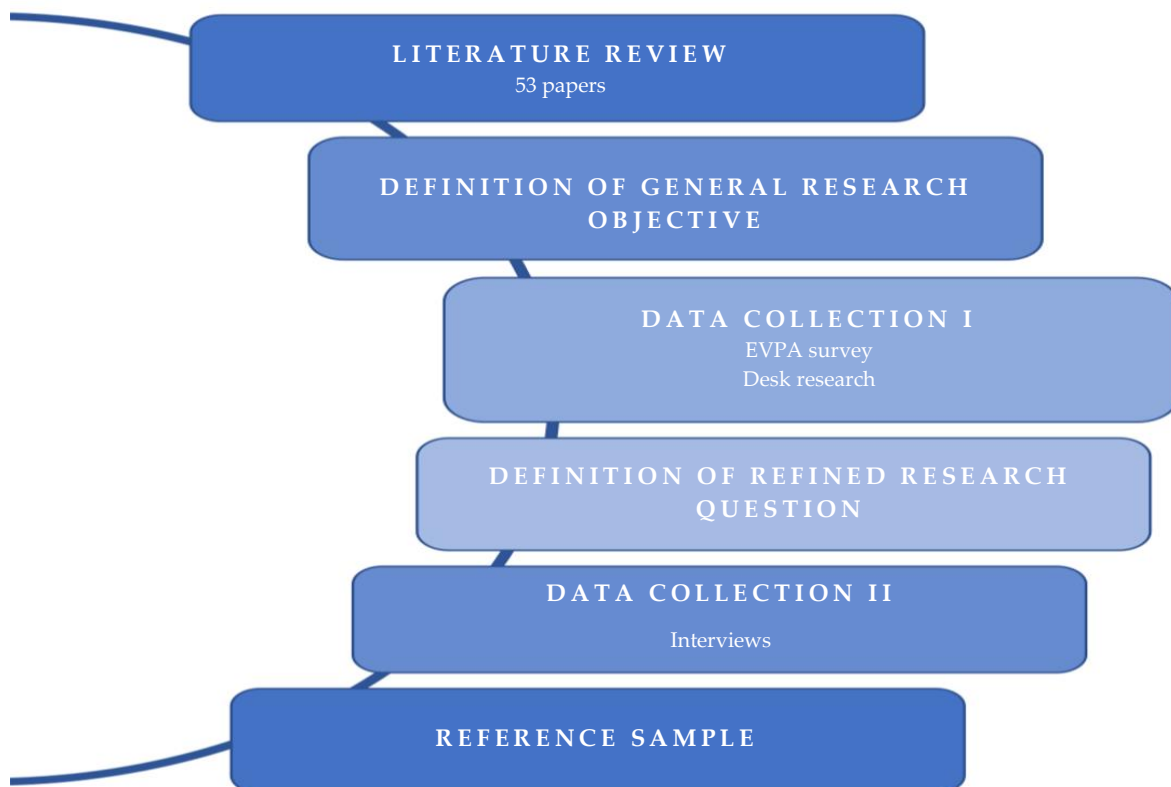 LITERATURE REVIEW
53 papers
DEFINITION OF GENERAL RESEARCH
OBJECTIVE
DATA COLLECTION I
EVPA survey
Desk research
DEFINITION OF REFINED RESEARCH
QUESTION
DATA COLLECTION II
Interviews
REFERENCE SAMPLE